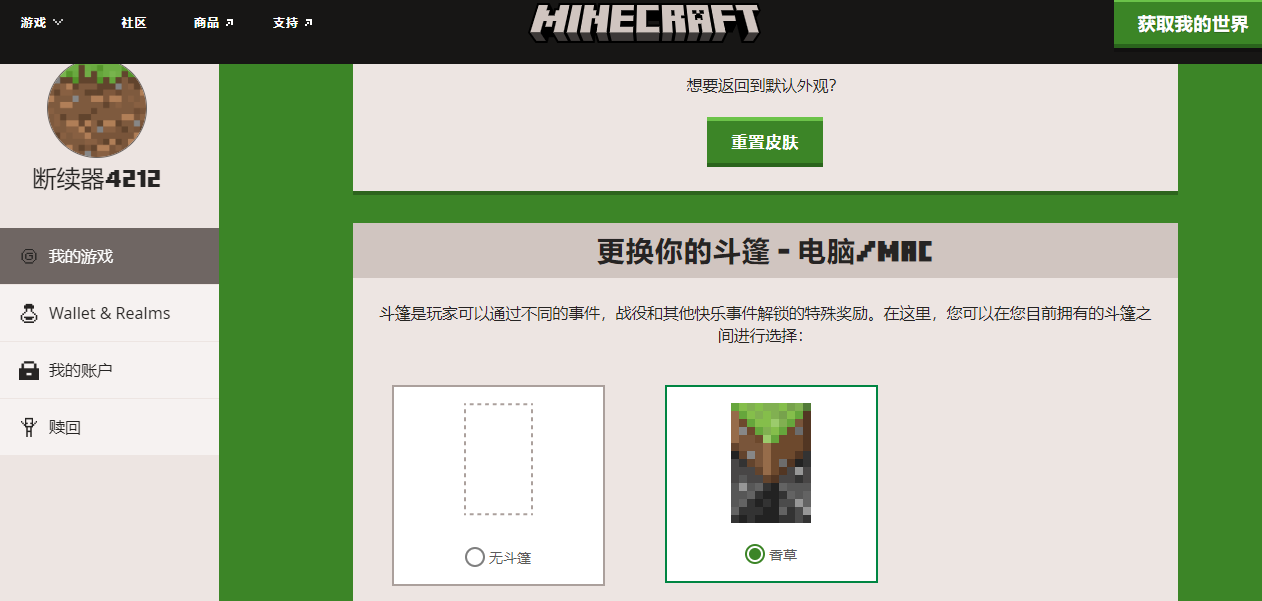 游戏 社区 商品 支持 MINECRAFT 获取我的世界
断续器4212
我的游戏
Wallet & Realms
我的账户
赎回
想要返回到默认外观?
重置皮肤
更换你的斗篷 - 电脑/MAC
斗篷是玩家可以通过不同的事件，战役和其他快乐事件解锁的特殊奖励。在这里，您可以在您目前拥有的斗篷之
间进行选择：
无斗篷
香草